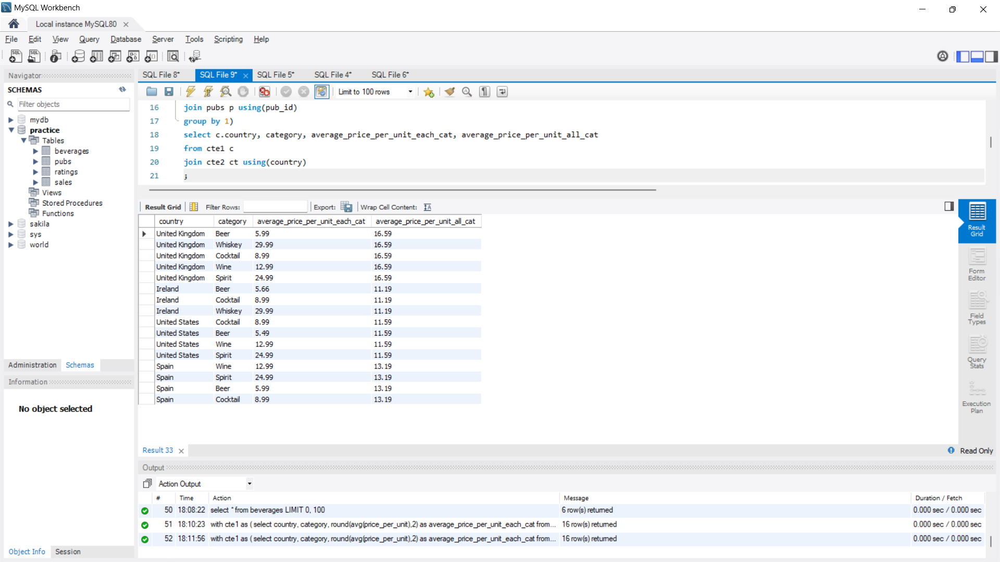 MySQL Workbench
Local instance MySQL80
File Edit View Query Database Server Tools Scripting Help
Navigator
SCHEMAS
Filter objects
mydb
practice
Tables
beverages
pubs
ratings
sales
Views
Stored Procedures
Functions
sakila
sys
world
Administration Schemas
Information
No object selected
Object Info Session
SQL File 8* SQL File 9* SQL File 5* SQL File 4* SQL File 6*
Limit to 100 rows
16 join pubs p using(pub_id)
17 group by 1)
18 select c.country, category, average_price_per_unit_each_cat, average_price_per_unit_all_cat
19 from cte1 c
20 join cte2 ct using(country)
21 ;
Result Grid Filter Rows: Export: Wrap Cell Content:
country category average_price_per_unit_each_cat average_price_per_unit_all_cat
United Kingdom Beer 5.99 16.59
United Kingdom Whiskey 29.99 16.59
United Kingdom Cocktail 8.99 16.59
United Kingdom Wine 12.99 16.59
United Kingdom Spirit 24.99 16.59
Ireland Beer 5.66 11.19
Ireland Cocktail 8.99 11.19
Ireland Whiskey 29.99 11.19
United States Cocktail 8.99 11.59
United States Beer 5.49 11.59
United States Wine 12.99 11.59
United States Spirit 24.99 11.59
Spain Wine 12.99 13.19
Spain Spirit 24.99 13.19
Spain Beer 5.99 13.19
Spain Cocktail 8.99 13.19
Result
Grid
Form
Editor
Field
Types
Query
Stats
Execution
Plan
Result 33
Read Only
Output
Action Output
# Time Action Message Duration / Fetch
50 18:08:22 select * from beverages LIMIT 0, 100 6 row(s) returned 0.000 sec / 0.000 sec
51 18:10:23 with cte1 as ( select country, category, round(avg(price_per_unit),2) as average_price_per_unit_each_cat from... 16 row(s) returned 0.000 sec / 0.000 sec
52 18:11:56 with cte1 as ( select country, category, round(avg(price_per_unit),2) as average_price_per_unit_each_cat from... 16 row(s) returned 0.000 sec / 0.000 sec